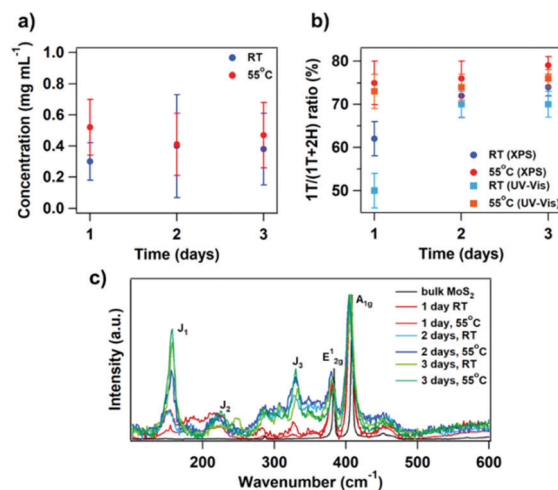 a)
Concentration (mg mL⁻¹)
1.0
0.8
0.6
0.4
0.2
0.0
1
2
3
Time (days)
RT
55°C
b)
1T/(1T+2H) ratio (%)
80
70
60
50
1
2
3
Time (days)
RT (XPS)
55°C (XPS)
RT (UV-Vis)
55°C (UV-Vis)
c)
Intensity (a.u.)
J₁
J₂
J₃
E¹₂g
A₁g
bulk MoS₂
1 day RT
1 day, 55°C
2 days, RT
2 days, 55°C
3 days, RT
3 days, 55°C
200
300
400
500
600
Wavenumber (cm⁻¹)